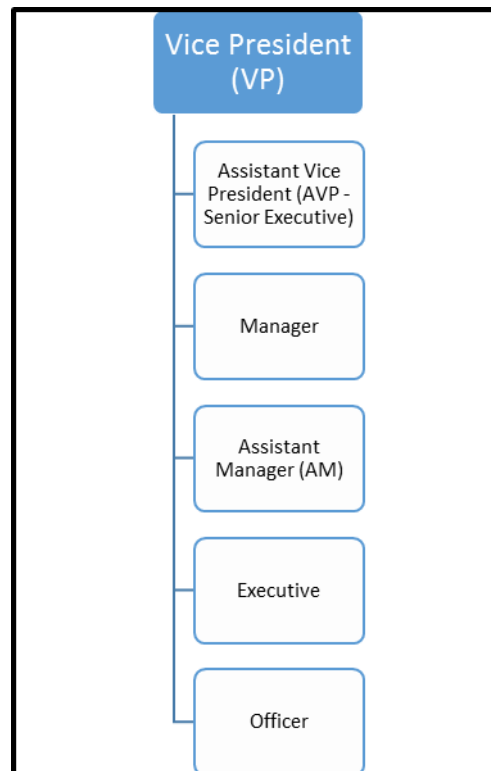 Vice President
(VP)
Assistant Vice
President (AVP -
Senior Executive)
Manager
Assistant
Manager (AM)
Executive
Officer